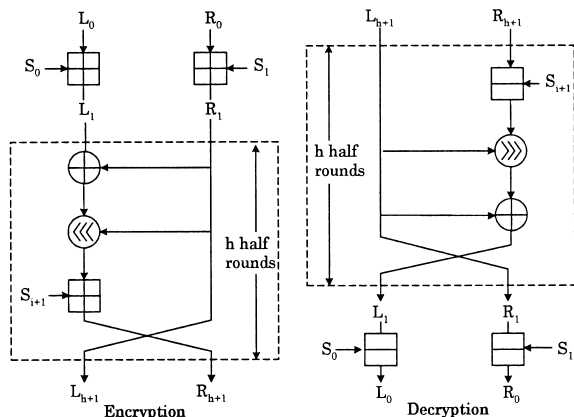 L0 R0
S0 S1
L1 R1
h half
rounds
Si+1
Lh+1 Rh+1
Encryption
Lh+1 Rh+1
Si+1
h half
rounds
L1 R1
S0 S1
L0 R0
Decryption